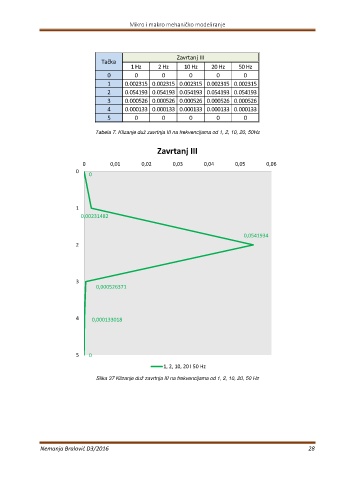 Mikro i makro mehaničko modeliranje
Tačka Zavrtanj III
1 Hz 2 Hz 10 Hz 20 Hz 50 Hz
0 0 0 0 0 0
1 0.002315 0.002315 0.002315 0.002315 0.002315
2 0.054193 0.054193 0.054193 0.054193 0.054193
3 0.000526 0.000526 0.000526 0.000526 0.000526
4 0.000133 0.000133 0.000133 0.000133 0.000133
5 0 0 0 0 0
Tabela 7. Klizanje duž zavrtnja III na frekvencijama od 1, 2, 10, 20, 50Hz
Zavrtanj III
0 0,01 0,02 0,03 0,04 0,05 0,06
0 0
1
0,00231482
0,0541934
2
3
0,000526371
4 0,000133018
5 0
1, 2, 10, 20 I 50 Hz
Slika 37 Klizanje duž zavrtnja III na frekvencijama od 1, 2, 10, 20, 50 Hz
Nemanja Bralović D3/2016 28